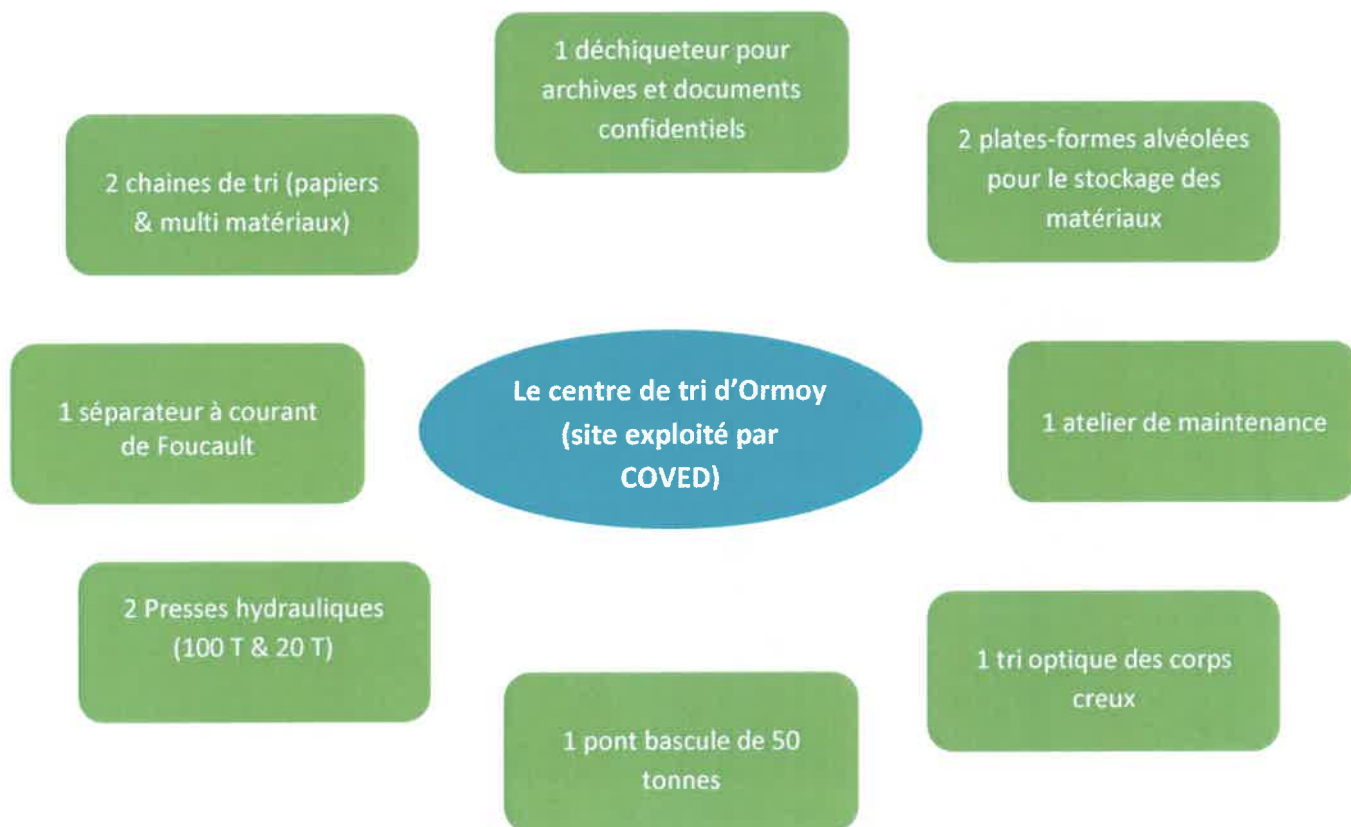 1 déchiqueteur pour
archives et documents
confidentiels
2 chaines de tri (papiers
& multi matériaux)
2 plates-formes alvéolées
pour le stockage des
matériaux
1 séparateur à courant
de Foucault
Le centre de tri d'Ormoy
(site exploité par
COVED)
1 atelier de maintenance
2 Presses hydrauliques
(100 T & 20 T)
1 tri optique des corps
creux
1 pont bascule de 50
tonnes